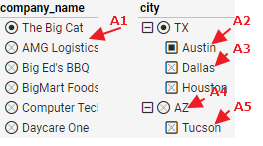 company_name city
The Big Cat A1 TX
AMG Logistics Austin A2
Big Ed's BBQ Dallas A3
BigMart Foods Houston
Computer Tec AZ A4
Daycare One Tucson A5